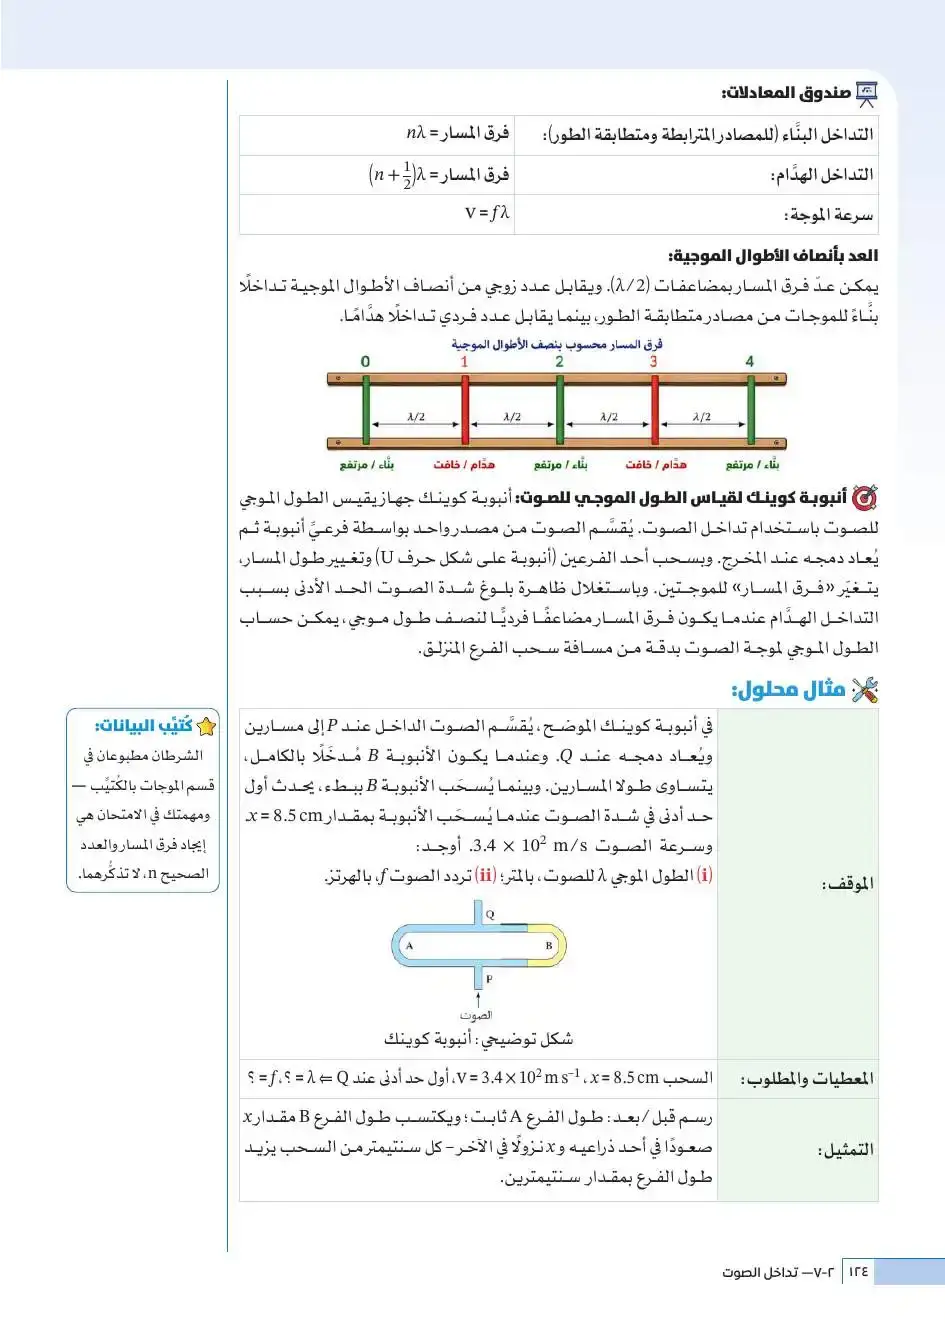 صندوق المعادلات:
التداخل البنَّاء (للمصادر المترابطة ومتطابقة الطور): فرق المسار = nλ
التداخل الهدَّام: فرق المسار = (n + 1/2)λ
سرعة الموجة: v = fλ
العد بأنصاف الأطوال الموجية:
يمكن عدّ فرق المسار بمضاعفات (λ/2). ويقابل عدد زوجي من أنصاف الأطوال الموجية تداخلًا
بنَّاءً للموجات من مصادر متطابقة الطور، بينما يقابل عدد فردي تداخلًا هدَّامًا.
فرق المسار محسوب بنصف الأطوال الموجية
0 1 2 3 4
λ/2 λ/2 λ/2 λ/2
بنَّاء / مرتفع هدَّام / خافت بنَّاء / مرتفع هدَّام / خافت بنَّاء / مرتفع
أنبوبة كوينك لقياس الطول الموجي للصوت: أنبوبة كوينك جهاز يقيس الطول الموجي
للصوت باستخدام تداخل الصوت. يُقسَّم الصوت من مصدر واحد بواسطة فرعيِّ أنبوبة ثم
يُعاد دمجه عند المخرج. وبسحب أحد الفرعين (أنبوبة على شكل حرف U) وتغيير طول المسار،
يتغيَر «فرق المسار» للموجتين. وباستغلال ظاهرة بلوغ شدة الصوت الحد الأدنى بسبب
التداخل الهدَّام عندما يكون فرق المسار مضاعفًا فرديًّا لنصف طول موجي، يمكن حساب
الطول الموجي لموجة الصوت بدقة من مسافة سحب الفرع المنزلق.
مثال محلول:
الموقف:
في أنبوبة كوينك الموضح، يُقسَّم الصوت الداخل عند P إلى مسارين
ويُعاد دمجه عند Q. وعندما يكون الأنبوبة B مُدخَلًا بالكامل،
يتساوى طولا المسارين. وبينما يُسحَب الأنبوبة B ببطء، يحدث أول
حد أدنى في شدة الصوت عندما يُسحَب الأنبوبة بمقدار x = 8.5 cm.
وسرعة الصوت 3.4 × 10² m/s. أوجد:
(i) الطول الموجي λ للصوت، بالمتر؛ (ii) تردد الصوت f، بالهرتز.
Q
A
B
P
الصوت
شكل توضيحي: أنبوبة كوينك
المعطيات والمطلوب: السحب x = 8.5 cm، v = 3.4 × 10² m s⁻¹، أول حد أدنى عند Q ⇐ λ = ؟، f = ؟
التمثيل:
رسم قبل/بعد: طول الفرع A ثابت؛ ويكتسب طول الفرع B مقدار x
صعودًا في أحد ذراعيه و x نزولًا في الآخر – كل سنتيمتر من السحب يزيد
طول الفرع بمقدار سنتيمترين.
كُتيِّب البيانات:
الشرطان مطبوعان في
قسم الموجات بالكُتيِّب —
ومهمتك في الامتحان هي
إيجاد فرق المسار والعدد
الصحيح n، لا تذكُّرهما.
١٢٤ ٢-٧— تداخل الصوت